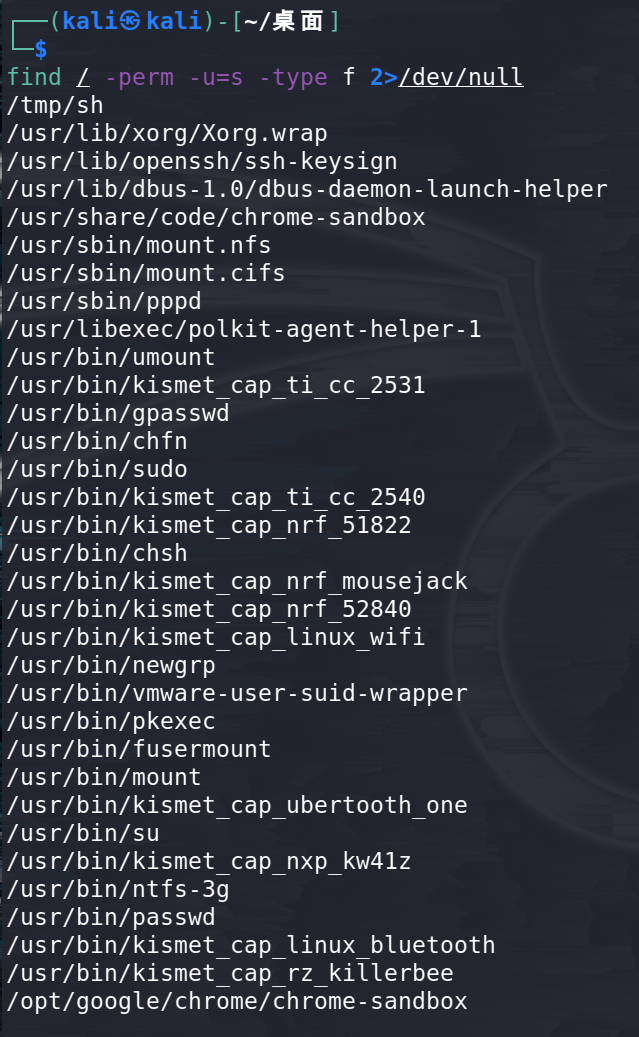 ┌──(kali㉿kali)-[~/桌面]
└─$
find / -perm -u=s -type f 2>/dev/null
/tmp/sh
/usr/lib/xorg/Xorg.wrap
/usr/lib/openssh/ssh-keysign
/usr/lib/dbus-1.0/dbus-daemon-launch-helper
/usr/share/code/chrome-sandbox
/usr/sbin/mount.nfs
/usr/sbin/mount.cifs
/usr/sbin/pppd
/usr/libexec/polkit-agent-helper-1
/usr/bin/umount
/usr/bin/kismet_cap_ti_cc_2531
/usr/bin/gpasswd
/usr/bin/chfn
/usr/bin/sudo
/usr/bin/kismet_cap_ti_cc_2540
/usr/bin/kismet_cap_nrf_51822
/usr/bin/chsh
/usr/bin/kismet_cap_nrf_mousejack
/usr/bin/kismet_cap_nrf_52840
/usr/bin/kismet_cap_linux_wifi
/usr/bin/newgrp
/usr/bin/vmware-user-suid-wrapper
/usr/bin/pkexec
/usr/bin/fusermount
/usr/bin/mount
/usr/bin/kismet_cap_ubertooth_one
/usr/bin/su
/usr/bin/kismet_cap_nxp_kw41z
/usr/bin/ntfs-3g
/usr/bin/passwd
/usr/bin/kismet_cap_linux_bluetooth
/usr/bin/kismet_cap_rz_killerbee
/opt/google/chrome/chrome-sandbox